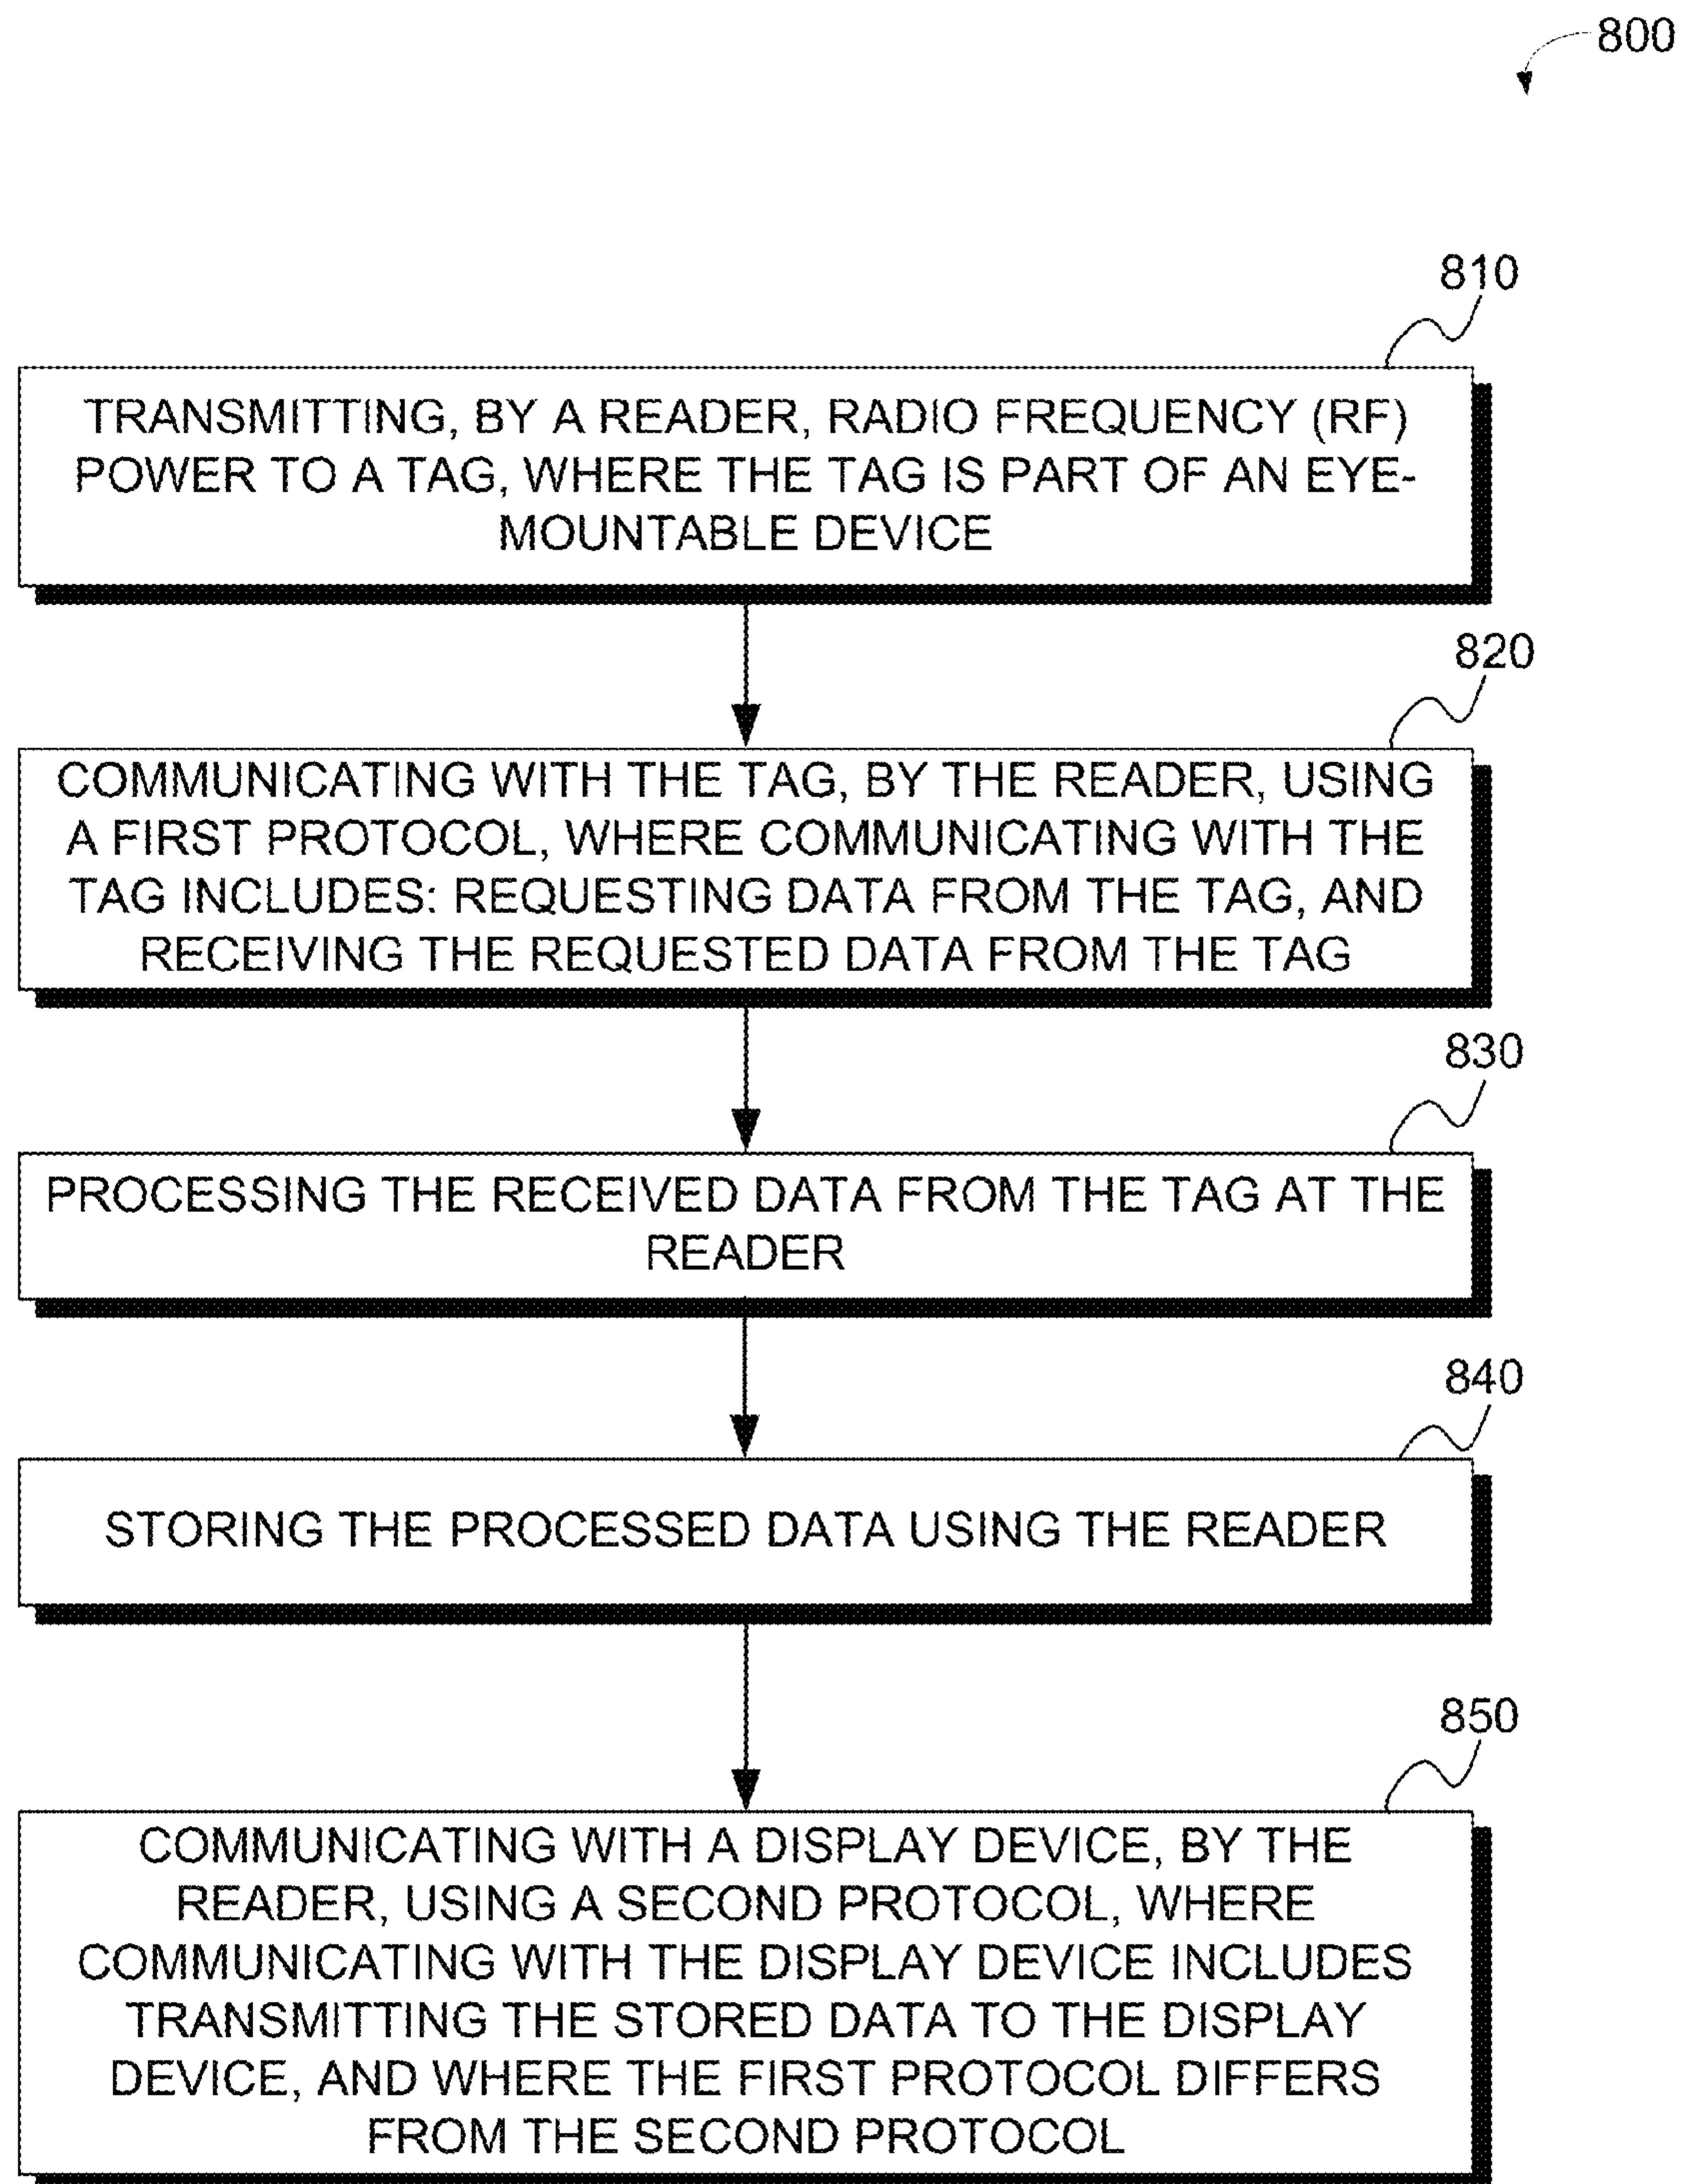 800
810
TRANSMITTING, BY A READER, RADIO FREQUENCY (RF)
POWER TO A TAG, WHERE THE TAG IS PART OF AN EYE-
MOUNTABLE DEVICE
820
COMMUNICATING WITH THE TAG, BY THE READER, USING
A FIRST PROTOCOL, WHERE COMMUNICATING WITH THE
TAG INCLUDES: REQUESTING DATA FROM THE TAG, AND
RECEIVING THE REQUESTED DATA FROM THE TAG
830
PROCESSING THE RECEIVED DATA FROM THE TAG AT THE
READER
840
STORING THE PROCESSED DATA USING THE READER
850
COMMUNICATING WITH A DISPLAY DEVICE, BY THE
READER, USING A SECOND PROTOCOL, WHERE
COMMUNICATING WITH THE DISPLAY DEVICE INCLUDES
TRANSMITTING THE STORED DATA TO THE DISPLAY
DEVICE, AND WHERE THE FIRST PROTOCOL DIFFERS
FROM THE SECOND PROTOCOL